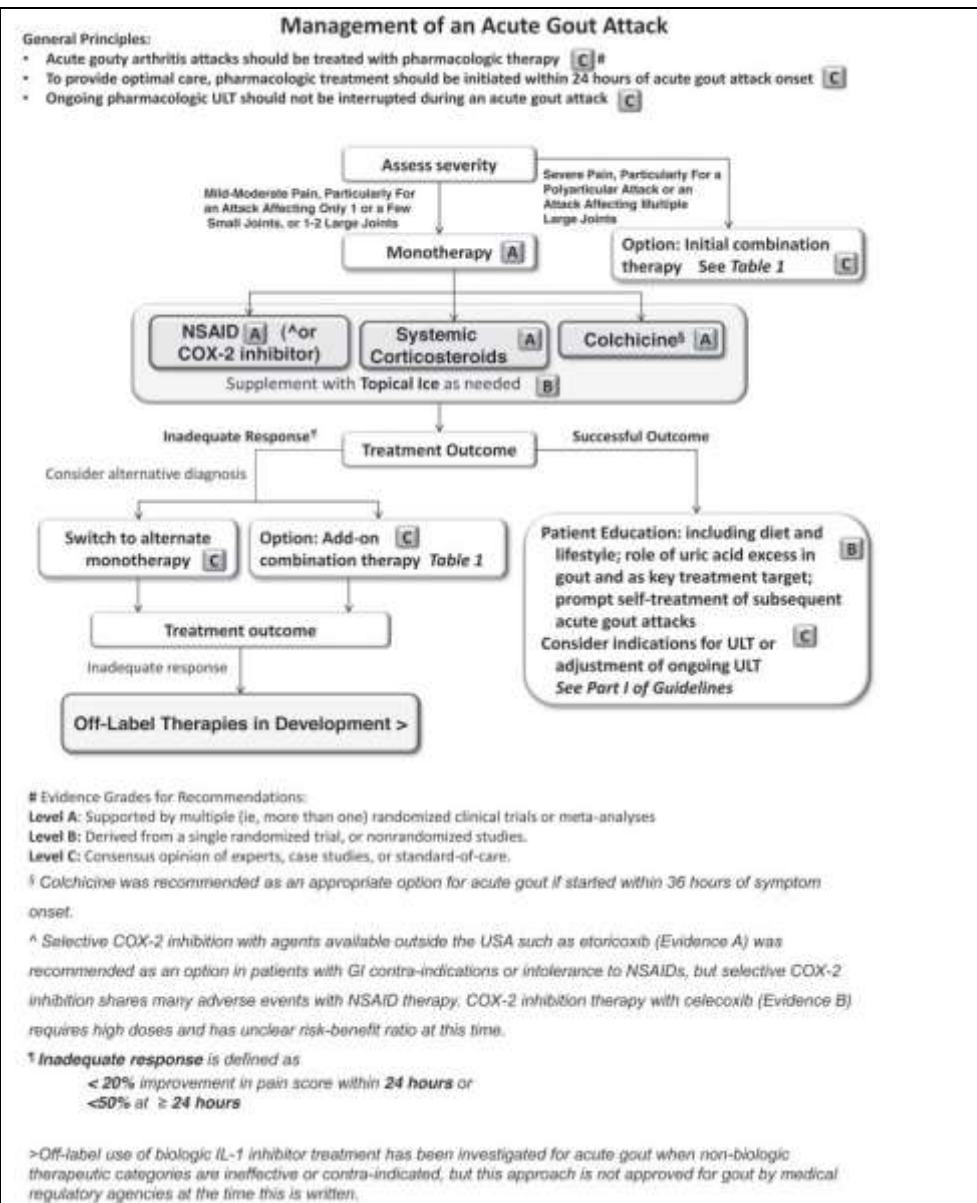 Management of an Acute Gout Attack
General Principles:
• Acute gouty arthritis attacks should be treated with pharmacologic therapy C #
• To provide optimal care, pharmacologic treatment should be initiated within 24 hours of acute gout attack onset C
• Ongoing pharmacologic ULT should not be interrupted during an acute gout attack C
Assess severity
Mild-Moderate Pain, Particularly For
an Attack Affecting Only 1 or a Few
Small Joints, or 1-2 Large Joints
Severe Pain, Particularly For a
Polyarticular Attack or an
Attack Affecting Multiple
Large Joints
Monotherapy A
Option: Initial combination
therapy See Table 1 C
NSAID A (^or
COX-2 inhibitor)
Systemic A
Corticosteroids
Colchicine§ A
Supplement with Topical Ice as needed B
Inadequate Response¶
Successful Outcome
Treatment Outcome
Consider alternative diagnosis
Switch to alternate
monotherapy C
Option: Add-on C
combination therapy Table 1
Patient Education: including diet and
lifestyle; role of uric acid excess in B
gout and as key treatment target;
prompt self-treatment of subsequent
acute gout attacks
Consider indications for ULT or C
adjustment of ongoing ULT
See Part I of Guidelines
Treatment outcome
Inadequate response
Off-Label Therapies in Development >
# Evidence Grades for Recommendations:
Level A: Supported by multiple (ie, more than one) randomized clinical trials or meta-analyses
Level B: Derived from a single randomized trial, or nonrandomized studies.
Level C: Consensus opinion of experts, case studies, or standard-of-care.
§ Colchicine was recommended as an appropriate option for acute gout if started within 36 hours of symptom
onset.
^ Selective COX-2 inhibition with agents available outside the USA such as etoricoxib (Evidence A) was
recommended as an option in patients with GI contra-indications or intolerance to NSAIDs, but selective COX-2
inhibition shares many adverse events with NSAID therapy. COX-2 inhibition therapy with celecoxib (Evidence B)
requires high doses and has unclear risk-benefit ratio at this time.
¶ Inadequate response is defined as
< 20% improvement in pain score within 24 hours or
<50% at ≥ 24 hours
>Off-label use of biologic IL-1 inhibitor treatment has been investigated for acute gout when non-biologic
therapeutic categories are ineffective or contra-indicated, but this approach is not approved for gout by medical
regulatory agencies at the time this is written.